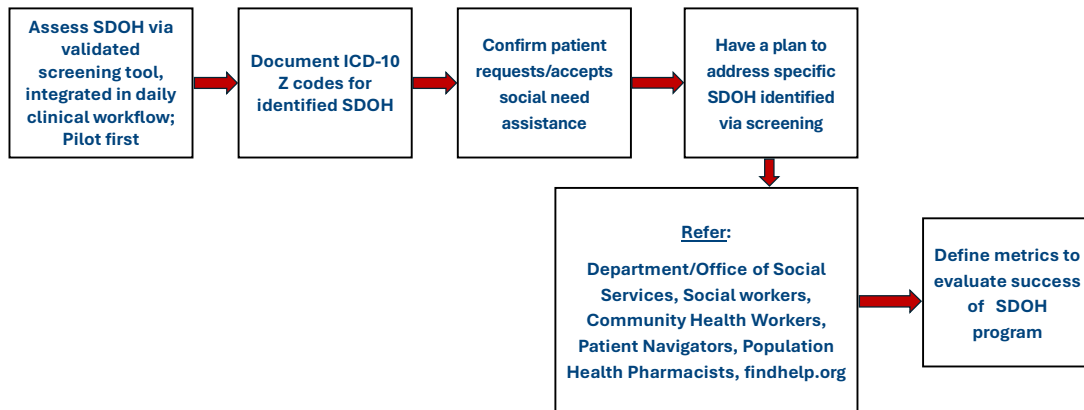 Assess SDOH via
validated
screening tool,
integrated in daily
clinical workflow;
Pilot first
Document ICD-10
Z codes for
identified SDOH
Confirm patient
requests/accepts
social need
assistance
Have a plan to
address specific
SDOH identified
via screening
Refer:
Department/Office of Social
Services, Social workers,
Community Health Workers,
Patient Navigators, Population
Health Pharmacists, findhelp.org
Define metrics to
evaluate success
of SDOH
program